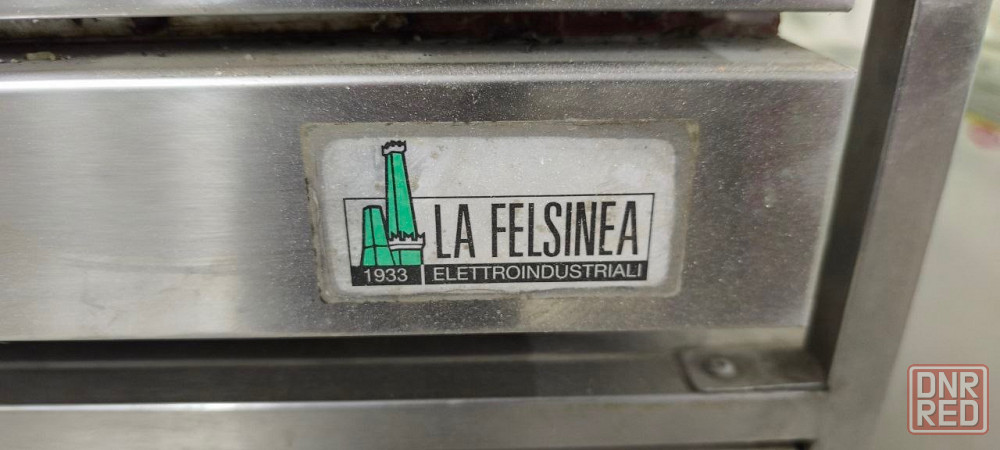 LA FELSINEA
1933 ELETTROINDUSTRIALI
DNR
RED